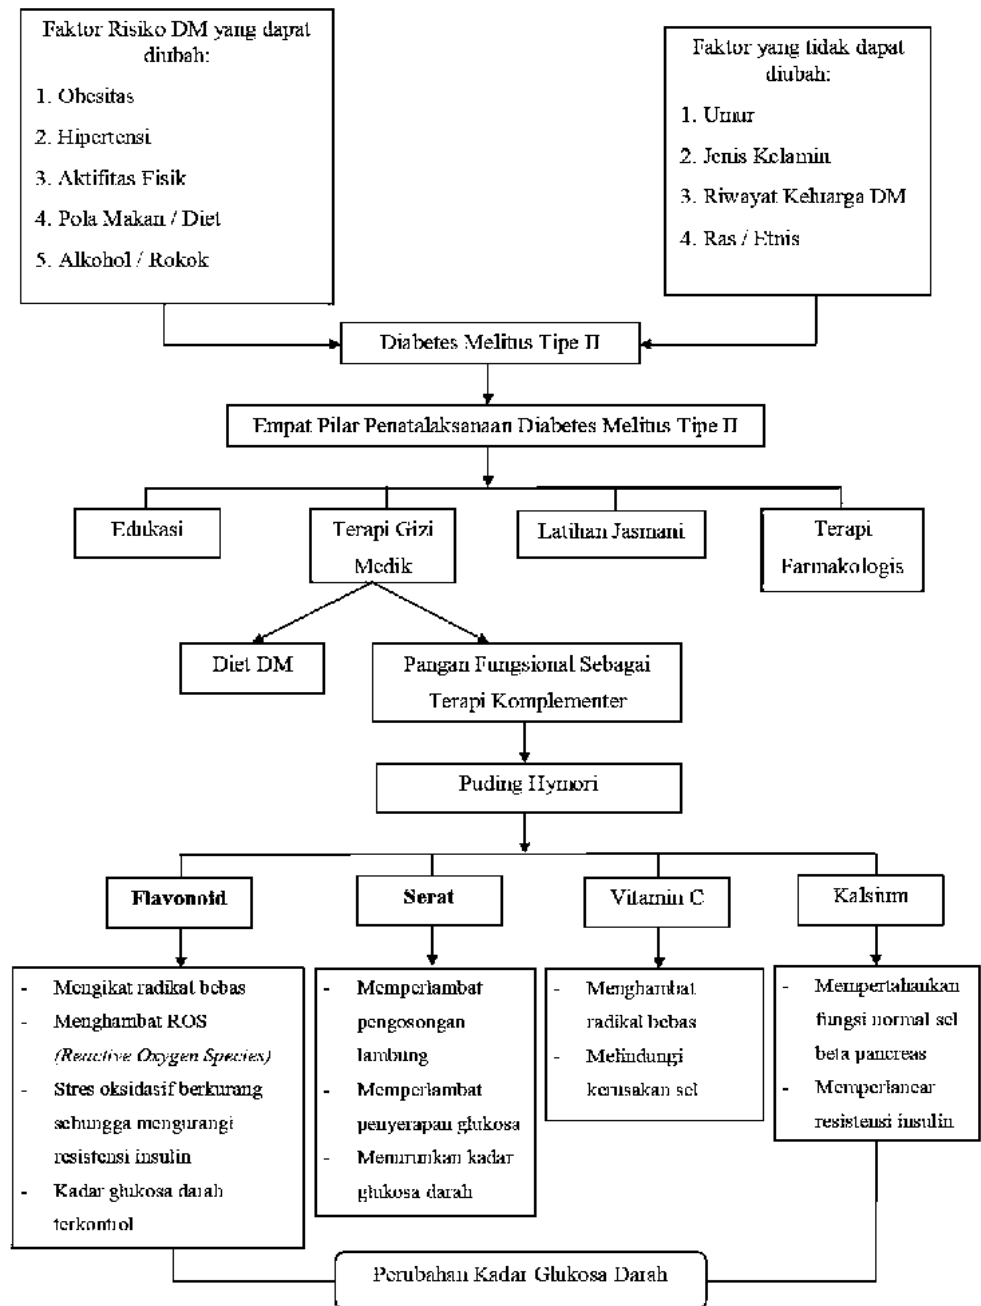 Faktor Risiko DM yang dapat
diubah:
1. Obesitas
2. Hipertensi
3. Aktifitas Fisik
4. Pola Makan / Diet
5. Alkohol / Rokok
Faktor yang tidak dapat
diubah:
1. Umur
2. Jenis Kelamin
3. Riwayat Keluarga DM
4. Ras / Etnis
Diabetes Melitus Tipe II
Empat Pilar Penatalaksanaan Diabetes Melitus Tipe II
Edukasi
Terapi Gizi
Medik
Latihan Jasmani
Terapi
Farmakologis
Diet DM
Pangan Fungsional Sebagai
Terapi Komplementer
Puding Hymori
Flavonoid
Serat
Vitamin C
Kalsium
- Mengikat radikal bebas
- Menghambat ROS
(Reactive Oxygen Species)
- Stres oksidasif berkurang
sehungga mengurangi
resistensi insulin
- Kadar glukosa darah
terkontrol
- Memperlambat
pengosongan
lambung
- Memperlambat
penyerapan glukosa
- Menurunkan kadar
glukosa darah
- Menghambat
radikal bebas
- Melindungi
kerusakan sel
- Mempertahankan
fungsi normal sel
beta pancreas
- Memperlancar
resistensi insulin
Perubahan Kadar Glukosa Darah